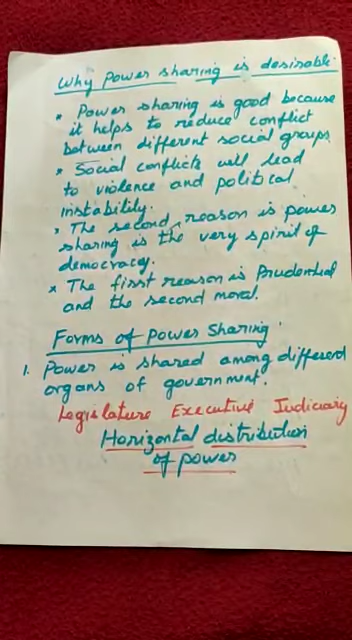 Why Power sharing is desirable
* Power sharing is good because
it helps to reduce conflict
between different social groups
* Social conflicts will lead
to violence and political
instability.
* The second reason is power
sharing is the very spirit of
democracy.
* The first reason is Prudential
and the second moral.
Forms of Power Sharing
1. Power is shared among different
organs of government.
Legislature Executive Judiciary
Horizontal distribution
of power